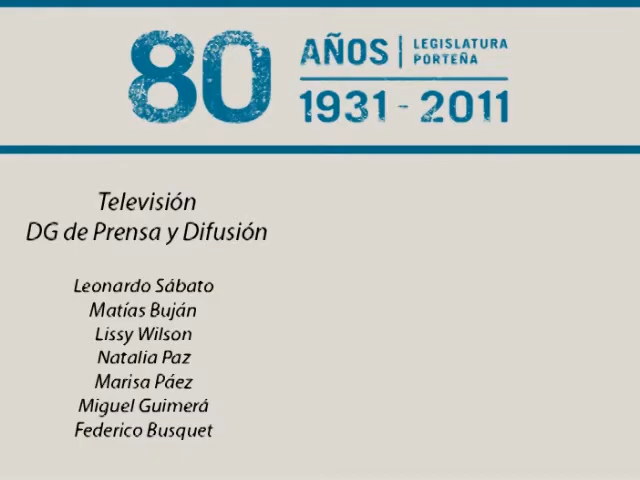 80 AÑOS | LEGISLATURA
PORTEÑA
1931 - 2011
Televisión
DG de Prensa y Difusión
Leonardo Sábato
Matías Buján
Lissy Wilson
Natalia Paz
Marisa Páez
Miguel Guimerá
Federico Busquet